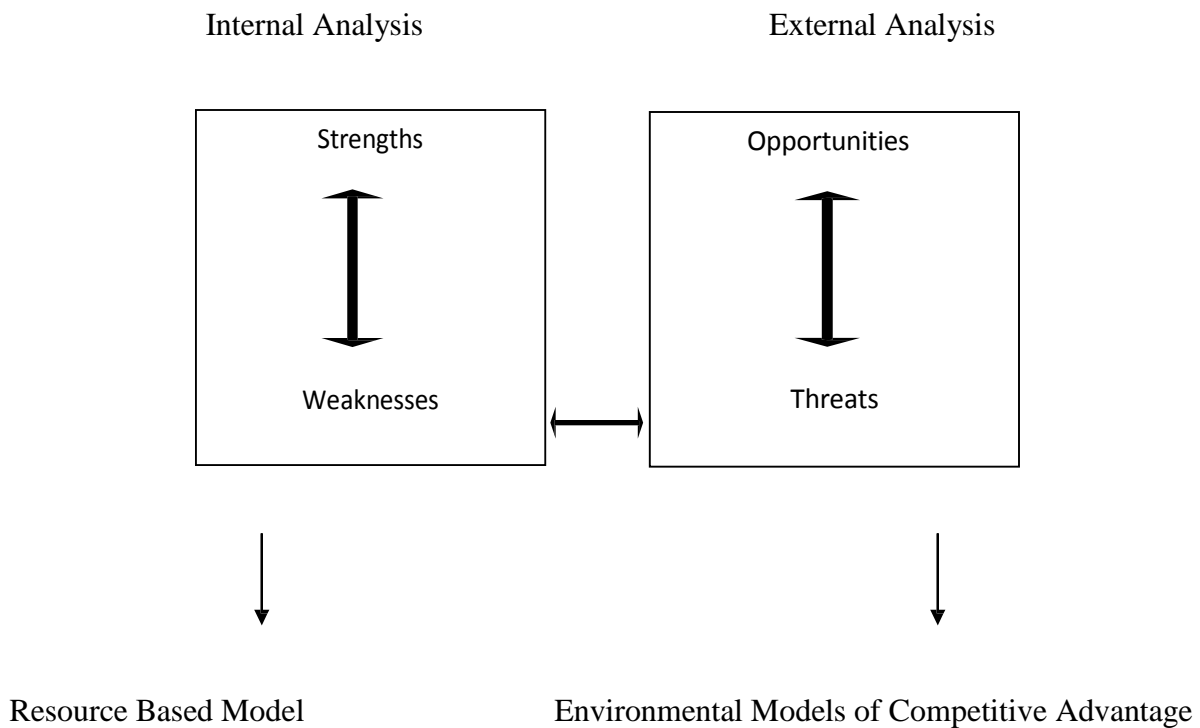 Internal Analysis
External Analysis
Strengths
Weaknesses
Opportunities
Threats
Resource Based Model
Environmental Models of Competitive Advantage